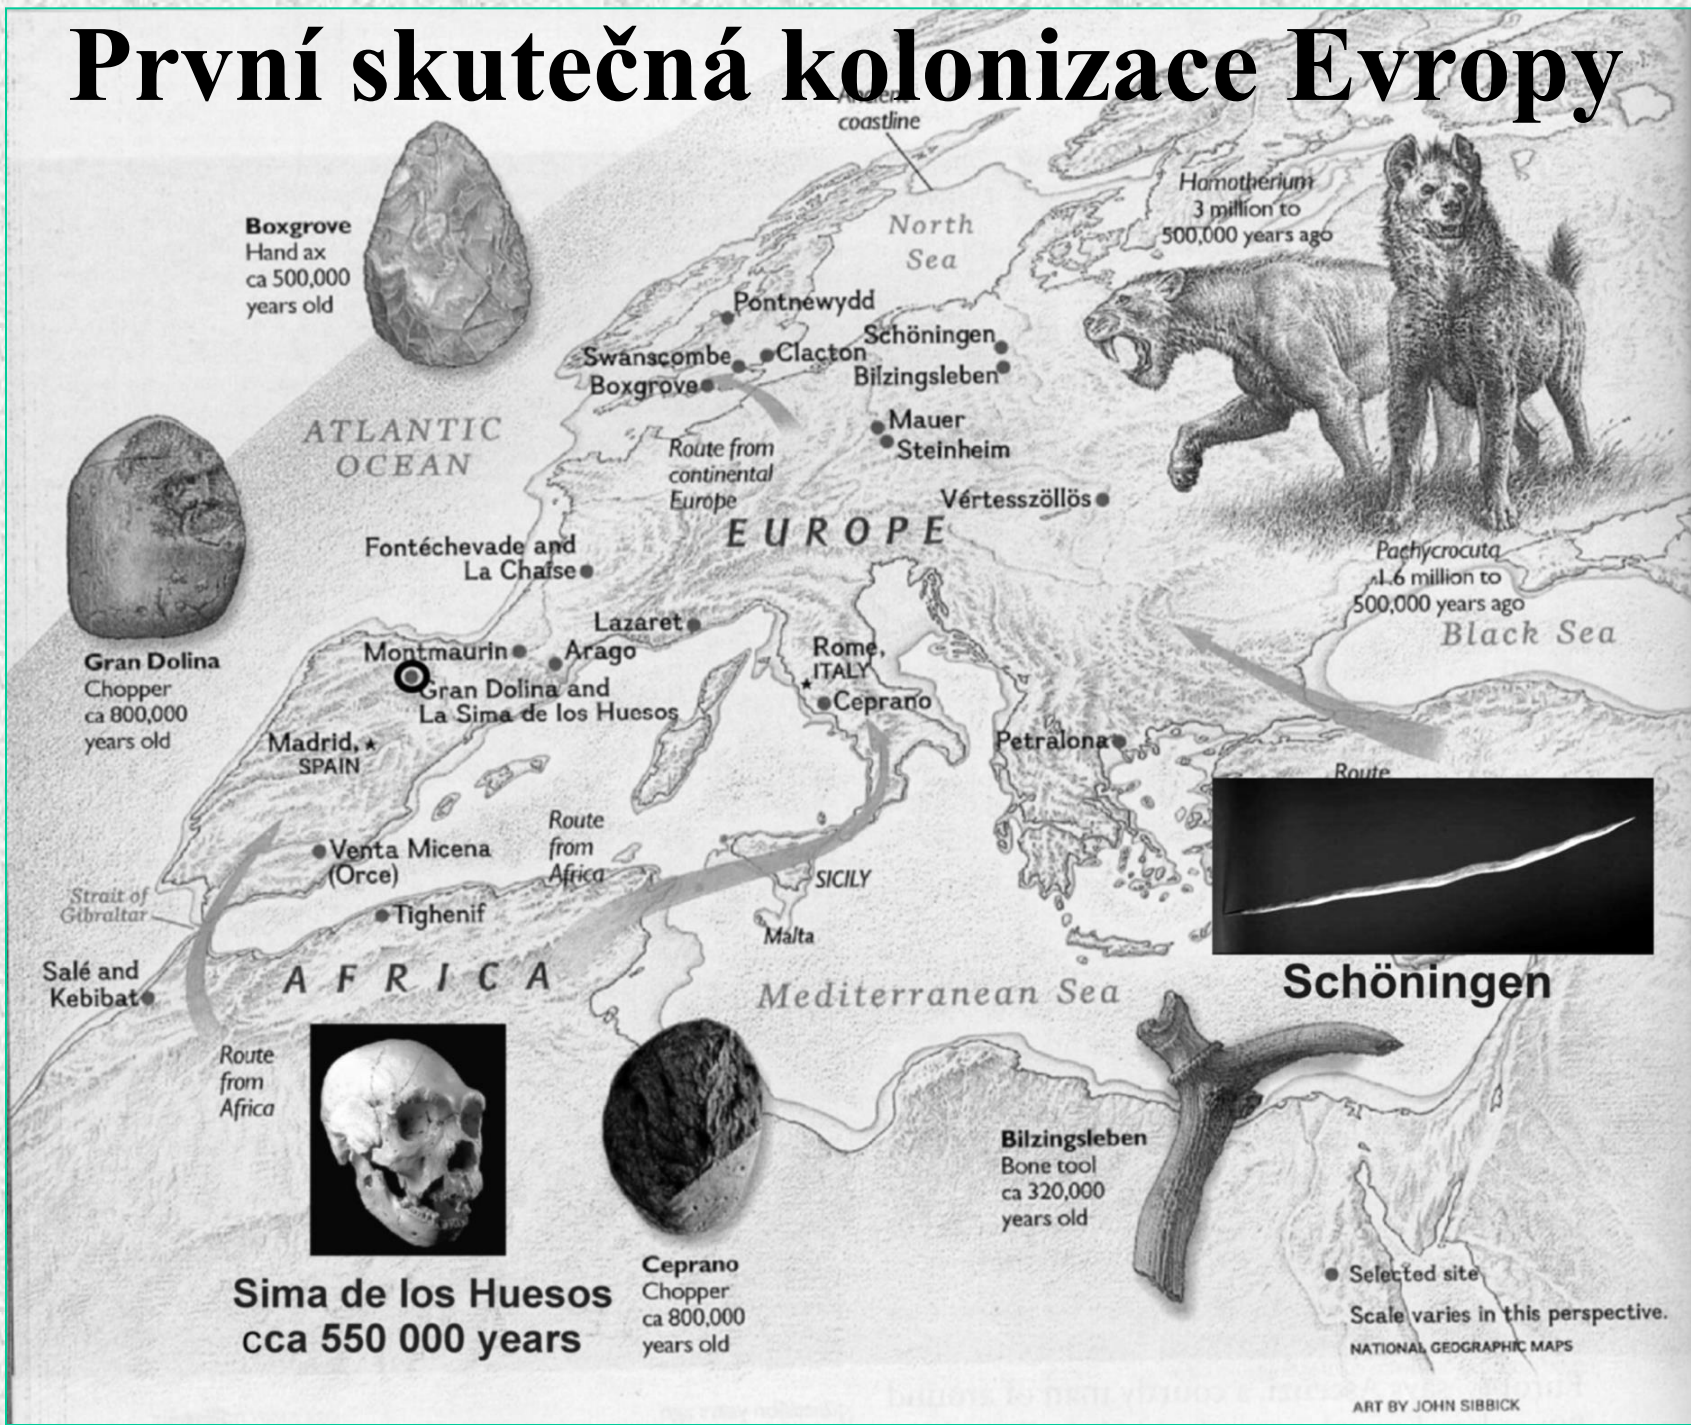 První skutečná kolonizace Evropy
Ancient
coastline
Homotherium
3 million to
500,000 years ago
North
Sea
Boxgrove
Hand ax
ca 500,000
years old
Pontnewydd
Schöningen
Swanscombe
Clacton
Boxgrove
Bilzingsleben
ATLANTIC
OCEAN
Mauer
Steinheim
Route from
continental
Europe
Vértesszöllös
EUROPE
Fontéchevade and
La Chaise
Pachycrocuta
1.6 million to
500,000 years ago
Black Sea
Lazaret
Montmaurin
Arago
Rome,
ITALY
Gran Dolina
Chopper
ca 800,000
years old
Gran Dolina and
La Sima de los Huesos
Ceprano
Madrid,
SPAIN
Petralona
Route
Route
from
Africa
Venta Micena
(Orce)
SICILY
Strait of
Gibraltar
Tighenif
Malta
Salé and
Kebibat
AFRICA
Mediterranean Sea
Schöningen
Route
from
Africa
Bilzingsleben
Bone tool
ca 320,000
years old
Sima de los Huesos
cca 550 000 years
Ceprano
Chopper
ca 800,000
years old
Selected site
Scale varies in this perspective.
NATIONAL GEOGRAPHIC MAPS
ART BY JOHN SIBBICK